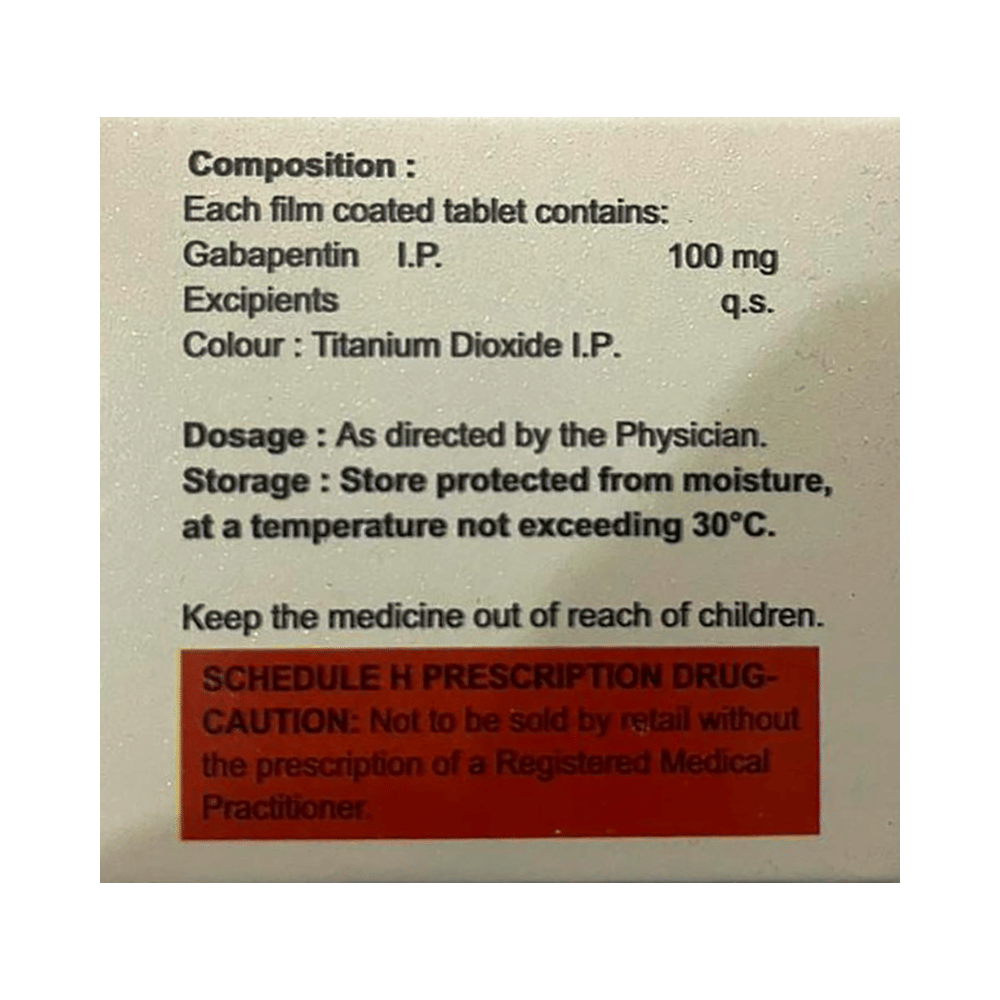 Composition :
Each film coated tablet contains:
Gabapentin I.P. 100 mg
Excipients q.s.
Colour : Titanium Dioxide I.P.
Dosage : As directed by the Physician.
Storage : Store protected from moisture,
at a temperature not exceeding 30°C.
Keep the medicine out of reach of children.
SCHEDULE H PRESCRIPTION DRUG-
CAUTION: Not to be sold by retail without
the prescription of a Registered Medical
Practitioner.